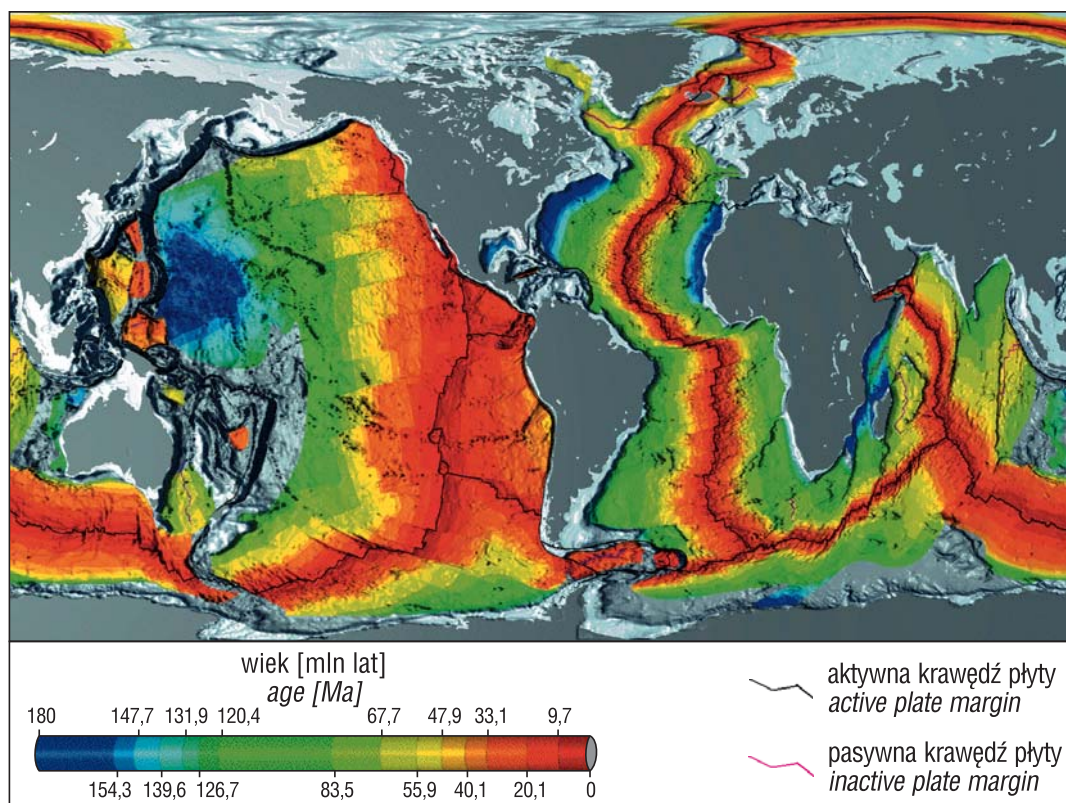 wiek [mln lat]
age [Ma]
180 147,7 131,9 120,4 67,7 47,9 33,1 9,7
154,3 139,6 126,7 83,5 55,9 40,1 20,1 0
aktywna krawędź płyty
active plate margin
pasywna krawędź płyty
inactive plate margin